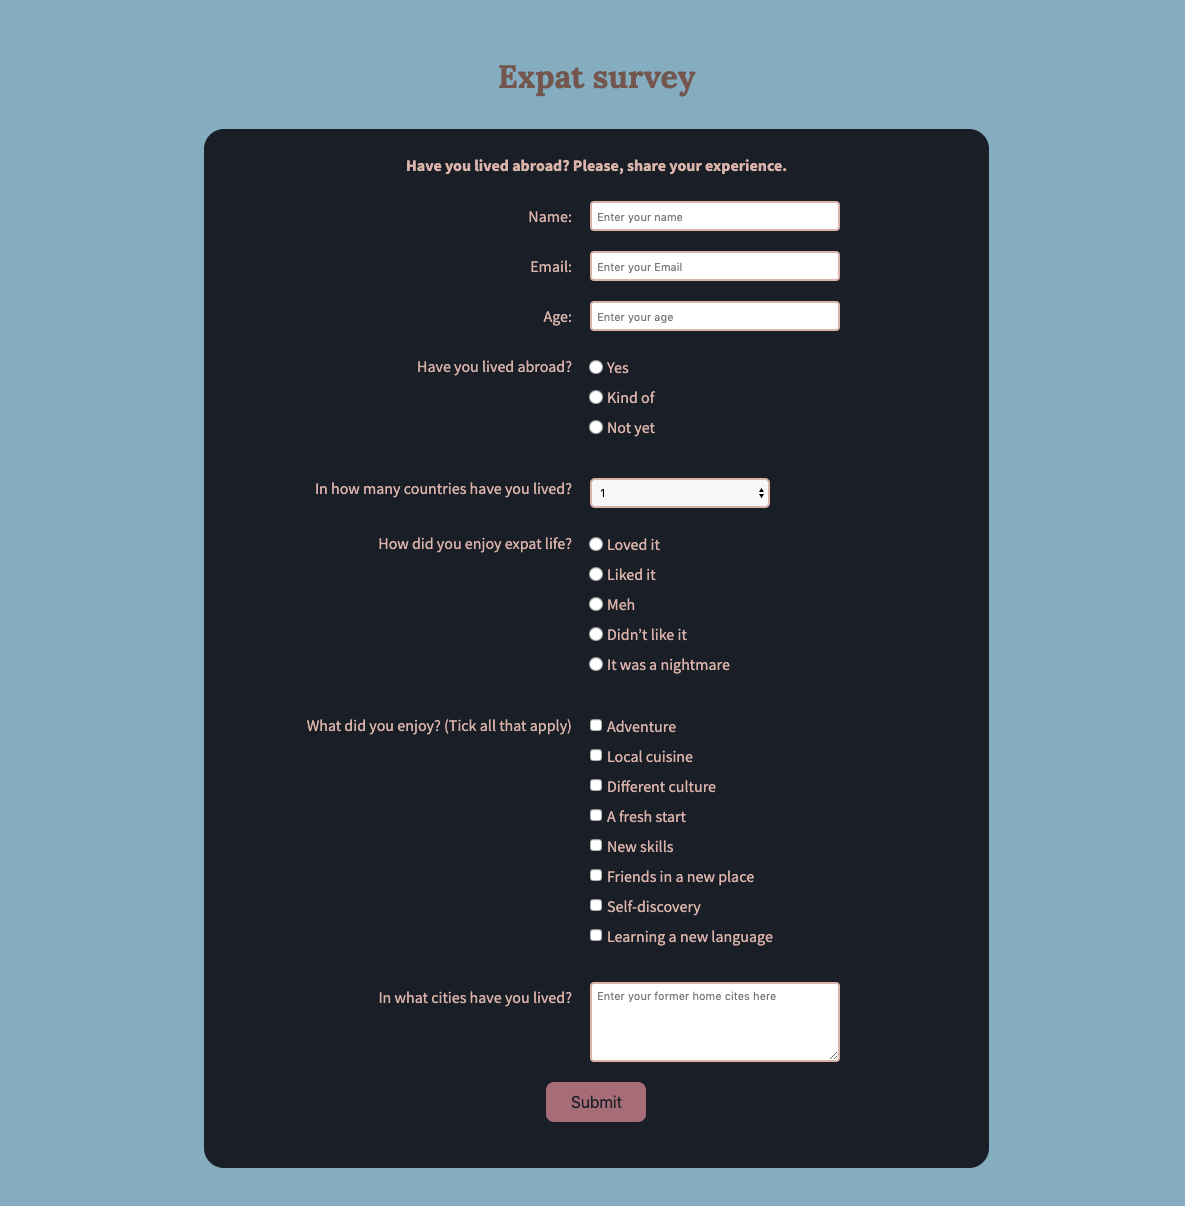 Expat survey
Have you lived abroad? Please, share your experience.
Name: Enter your name
Email: Enter your Email
Age: Enter your age
Have you lived abroad? Yes
Kind of
Not yet
In how many countries have you lived? 1
How did you enjoy expat life? Loved it
Liked it
Meh
Didn’t like it
It was a nightmare
What did you enjoy? (Tick all that apply) Adventure
Local cuisine
Different culture
A fresh start
New skills
Friends in a new place
Self-discovery
Learning a new language
In what cities have you lived? Enter your former home cites here
Submit